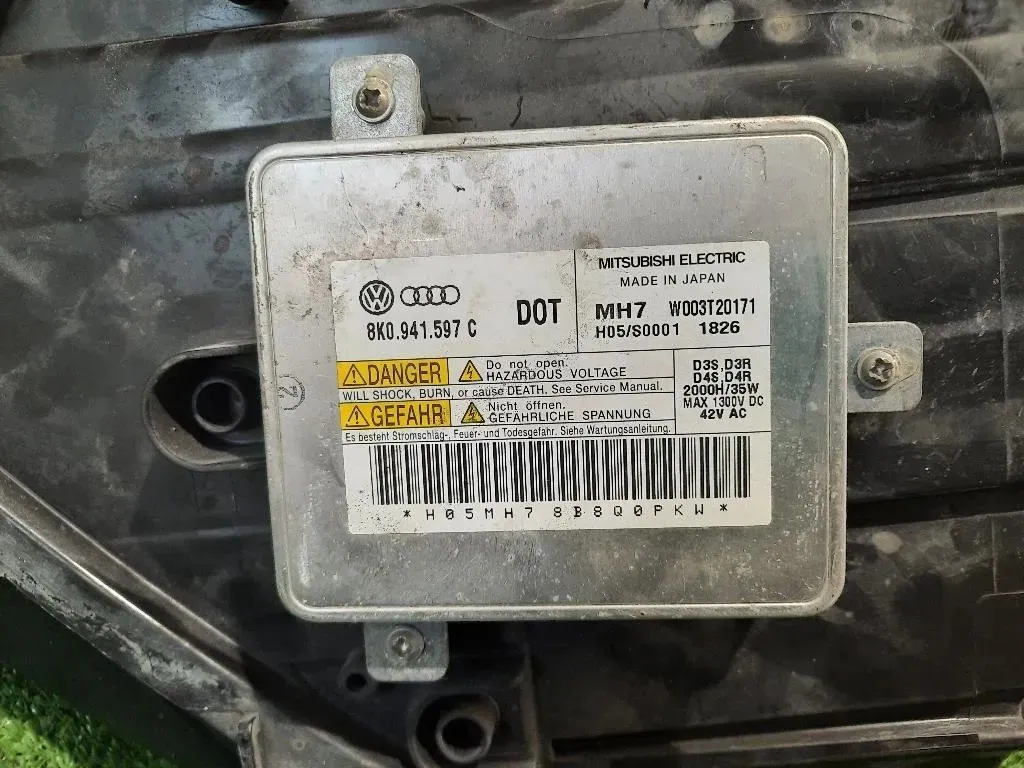 8K0.941.597 C
DOT
MITSUBISHI ELECTRIC
MADE IN JAPAN
MH7 W003T20171
H05/S0001 1826
DANGER
Do not open.
HAZARDOUS VOLTAGE
WILL SHOCK, BURN, or cause DEATH. See Service Manual.
GEFAHR
Nicht öffnen.
GEFÄHRLICHE SPANNUNG
Es besteht Stromschlag-, Feuer- und Todesgefahr. Siehe Wartungsanleitung.
D3S,D3R
D4S,D4R
2000H/35W
MAX 1300V DC
42V AC
*H05MH78B8Q0PKW*